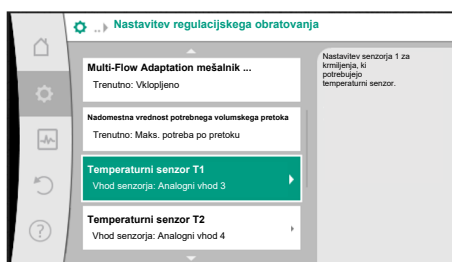 .. Nastavitev regulacijskega obratovanja
Multi-Flow Adaptation mešalnik ...
Trenutno: Vklopljeno
Nadomestna vrednost potrebnega volumskega pretoka
Trenutno: Maks. potreba po pretoku
Temperaturni senzor T1
Vhod senzorja: Analogni vhod 3
Temperaturni senzor T2
Vhod senzorja: Analogni vhod 4
Nastavitev senzorja 1 za
krmiljenja, ki
potrebujejo
temperaturni senzor.
?